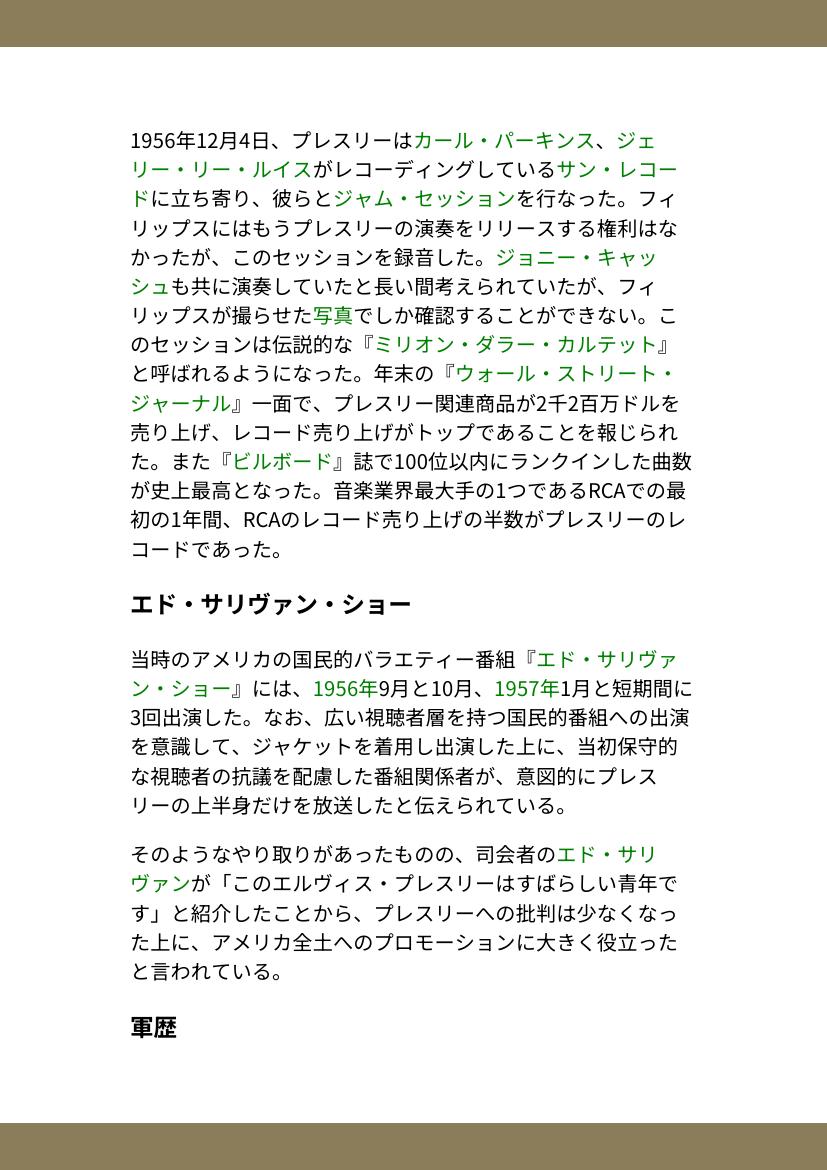 1956年12月4日、プレスリーはカール・パーキンス、ジェ
リー・リー・ルイスがレコーディングしているサン・レコー
ドに立ち寄り、彼らとジャム・セッションを行なった。フィ
リップスにはもうプレスリーの演奏をリリースする権利はな
かったが、このセッションを録音した。ジョニー・キャッ
シュも共に演奏していたと長い間考えられていたが、フィ
リップスが撮らせた写真でしか確認することができない。こ
のセッションは伝説的な『ミリオン・ダラー・カルテット』
と呼ばれるようになった。年末の『ウォール・ストリート・
ジャーナル』一面で、プレスリー関連商品が2千2百万ドルを
売り上げ、レコード売り上げがトップであることを報じられ
た。また『ビルボード』誌で100位以内にランクインした曲数
が史上最高となった。音楽業界最大手の1つであるRCAでの最
初の1年間、RCAのレコード売り上げの半数がプレスリーのレ
コードであった。
エド・サリヴァン・ショー
当時のアメリカの国民的バラエティー番組『エド・サリヴァ
ン・ショー』には、1956年9月と10月、1957年1月と短期間に
3回出演した。なお、広い視聴者層を持つ国民的番組への出演
を意識して、ジャケットを着用し出演した上に、当初保守的
な視聴者の抗議を配慮した番組関係者が、意図的にプレス
リーの上半身だけを放送したと伝えられている。
そのようなやり取りがあったものの、司会者のエド・サリ
ヴァンが「このエルヴィス・プレスリーはすばらしい青年で
す」と紹介したことから、プレスリーへの批判は少なくなっ
た上に、アメリカ全土へのプロモーションに大きく役立った
と言われている。
軍歴